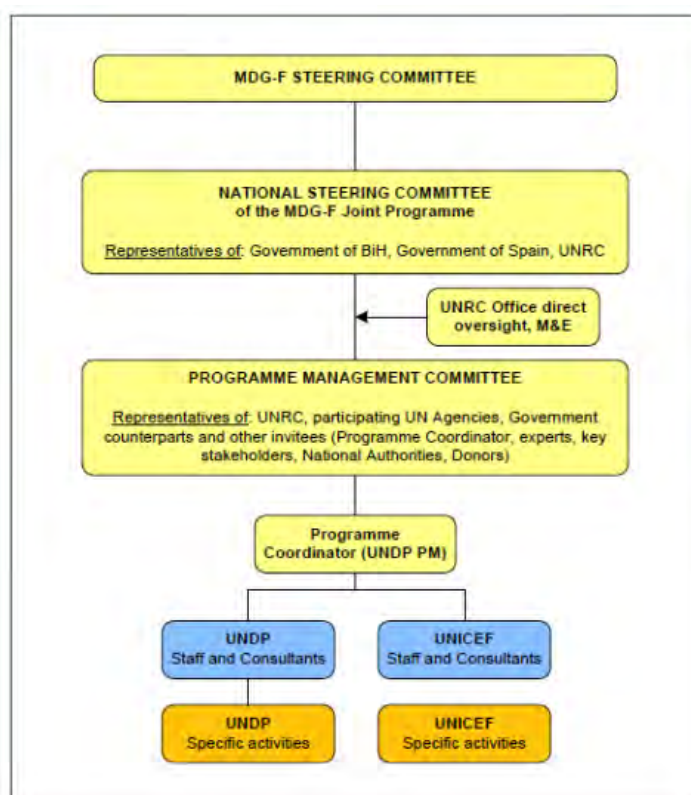 MDG-F STEERING COMMITTEE
NATIONAL STEERING COMMITTEE
of the MDG-F Joint Programme
Representatives of: Government of BiH, Government of Spain, UNRC
UNRC Office direct
oversight, M&E
PROGRAMME MANAGEMENT COMMITTEE
Representatives of: UNRC, participating UN Agencies, Government
counterparts and other invitees (Programme Coordinator, experts, key
stakeholders, National Authorities, Donors)
Programme
Coordinator (UNDP PM)
UNDP
Staff and Consultants
UNICEF
Staff and Consultants
UNDP
Specific activities
UNICEF
Specific activities